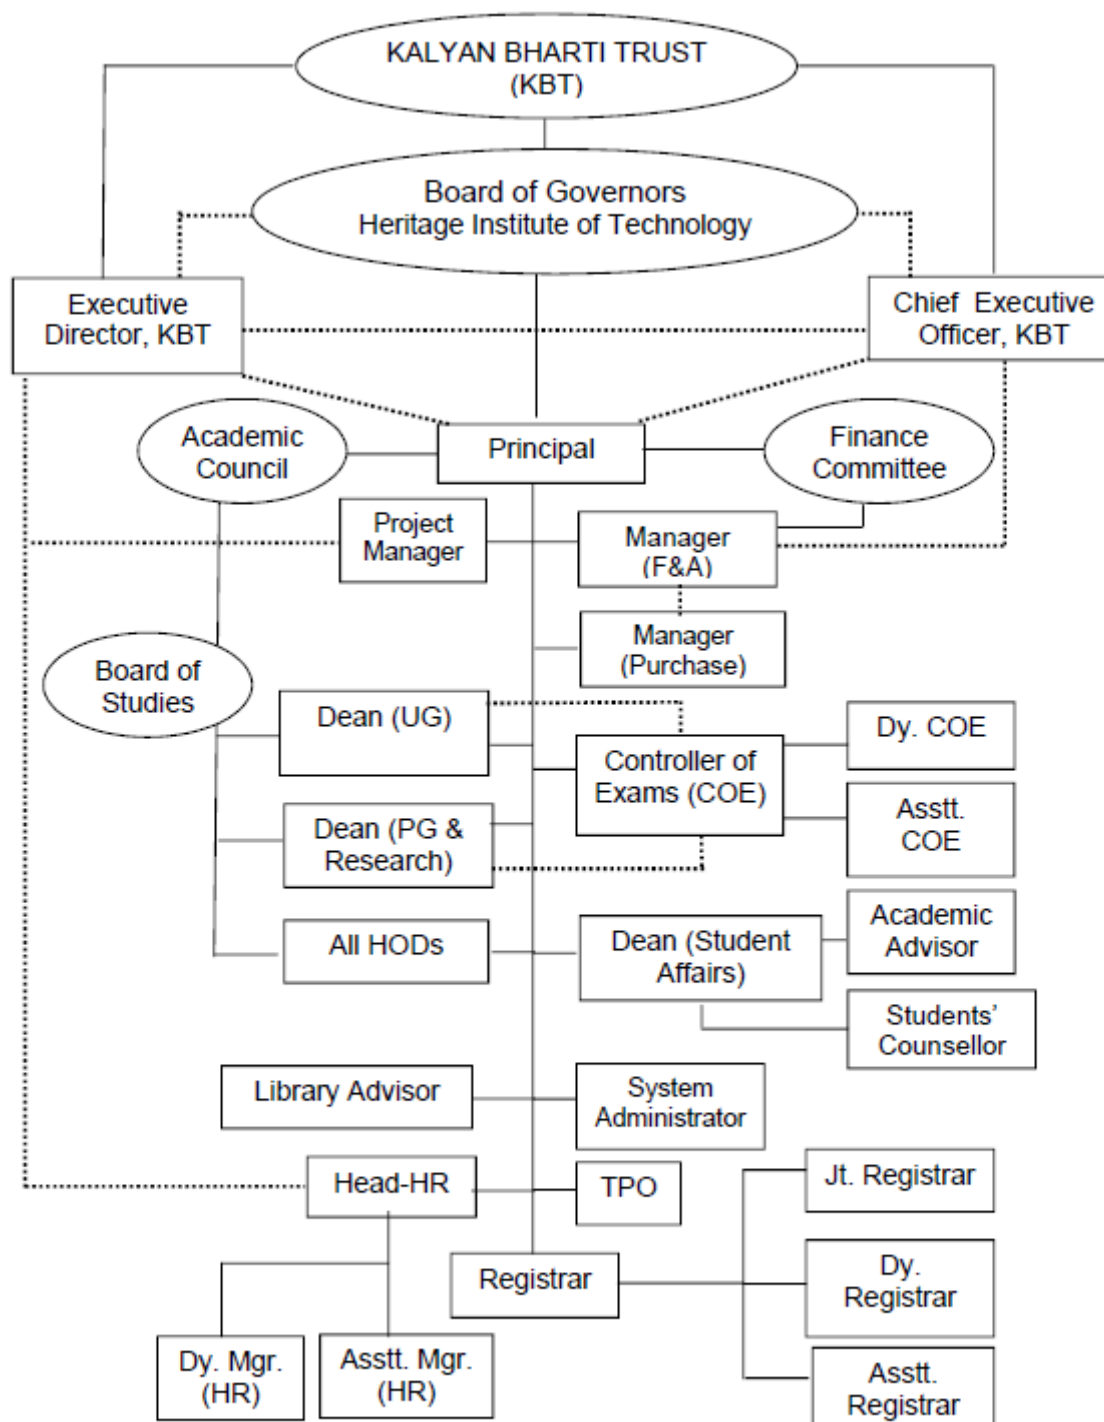 KALYAN BHARTI TRUST
(KBT)
Board of Governors
Heritage Institute of Technology
Executive
Director, KBT
Chief Executive
Officer, KBT
Academic
Council
Principal
Finance
Committee
Project
Manager
Manager
(F&A)
Manager
(Purchase)
Board of
Studies
Dean (UG)
Controller of
Exams (COE)
Dy. COE
Asstt.
COE
Dean (PG &
Research)
All HODs
Dean (Student
Affairs)
Academic
Advisor
Students'
Counsellor
Library Advisor
System
Administrator
Head-HR
TPO
Jt. Registrar
Registrar
Dy.
Registrar
Dy. Mgr.
(HR)
Asstt. Mgr.
(HR)
Asstt.
Registrar